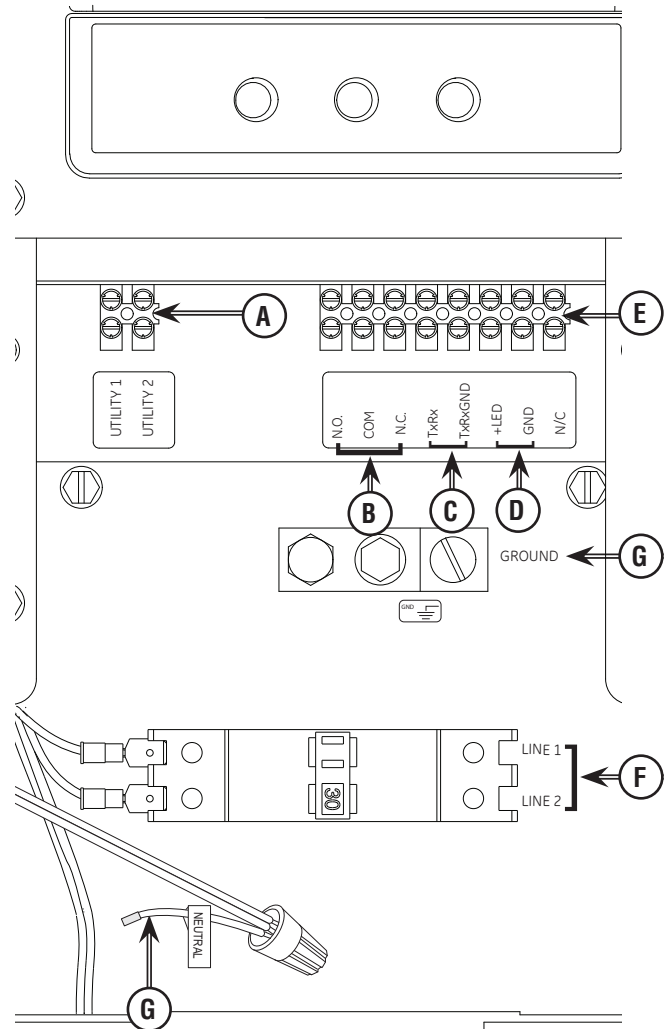 A
E
UTILITY 1
UTILITY 2
N.O.
COM
N.C.
TxRx
TxRxGND
+LED
GND
N/C
B
C
D
GROUND
G
GND
LINE 1
LINE 2
F
30
NEUTRAL
G